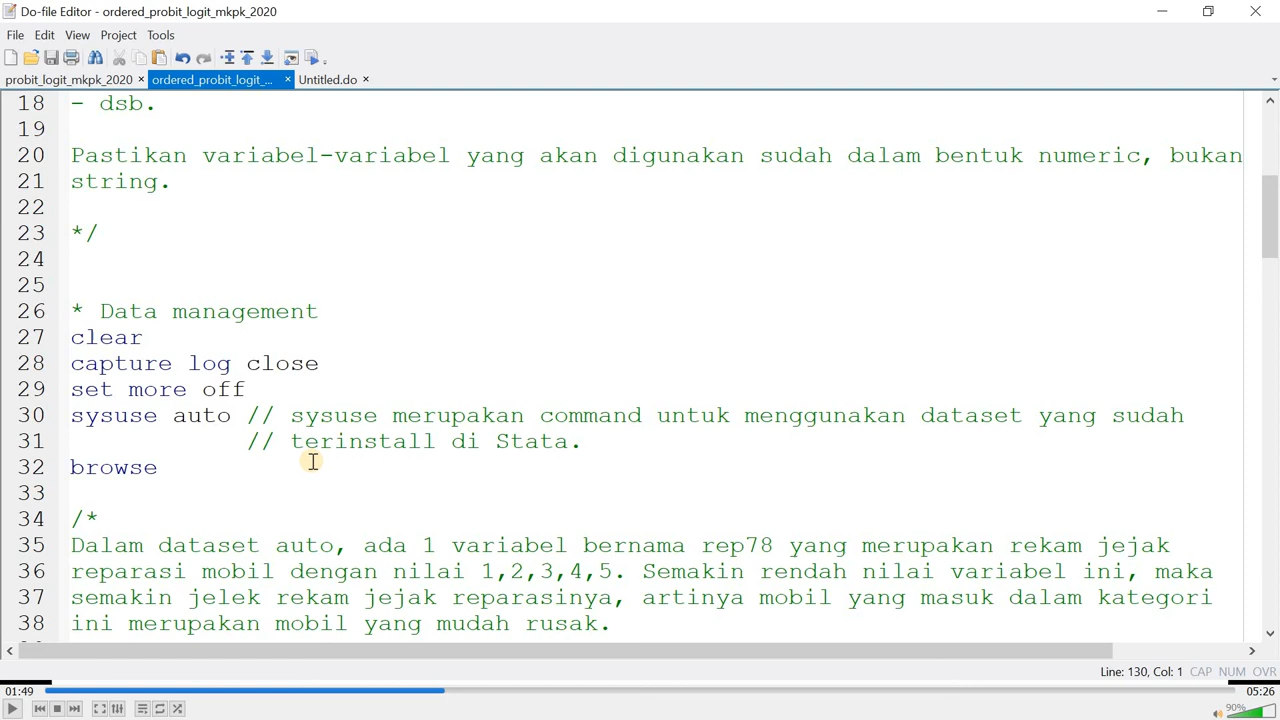 Do-file Editor - ordered_probit_logit_mkpk_2020
File Edit View Project Tools
probit_logit_mkpk_2020 × ordered_probit_logit_... × Untitled.do ×
18 - dsb.
19
20 Pastikan variabel-variabel yang akan digunakan sudah dalam bentuk numeric, bukan
21 string.
22
23 */
24
25
26 * Data management
27 clear
28 capture log close
29 set more off
30 sysuse auto // sysuse merupakan command untuk menggunakan dataset yang sudah
31 // terinstall di Stata.
32 browse
33
34 /*
35 Dalam dataset auto, ada 1 variabel bernama rep78 yang merupakan rekam jejak
36 reparasi mobil dengan nilai 1,2,3,4,5. Semakin rendah nilai variabel ini, maka
37 semakin jelek rekam jejak reparasinya, artinya mobil yang masuk dalam kategori
38 ini merupakan mobil yang mudah rusak.
Line: 130, Col: 1 CAP NUM OVR
01:49 05:26
90%